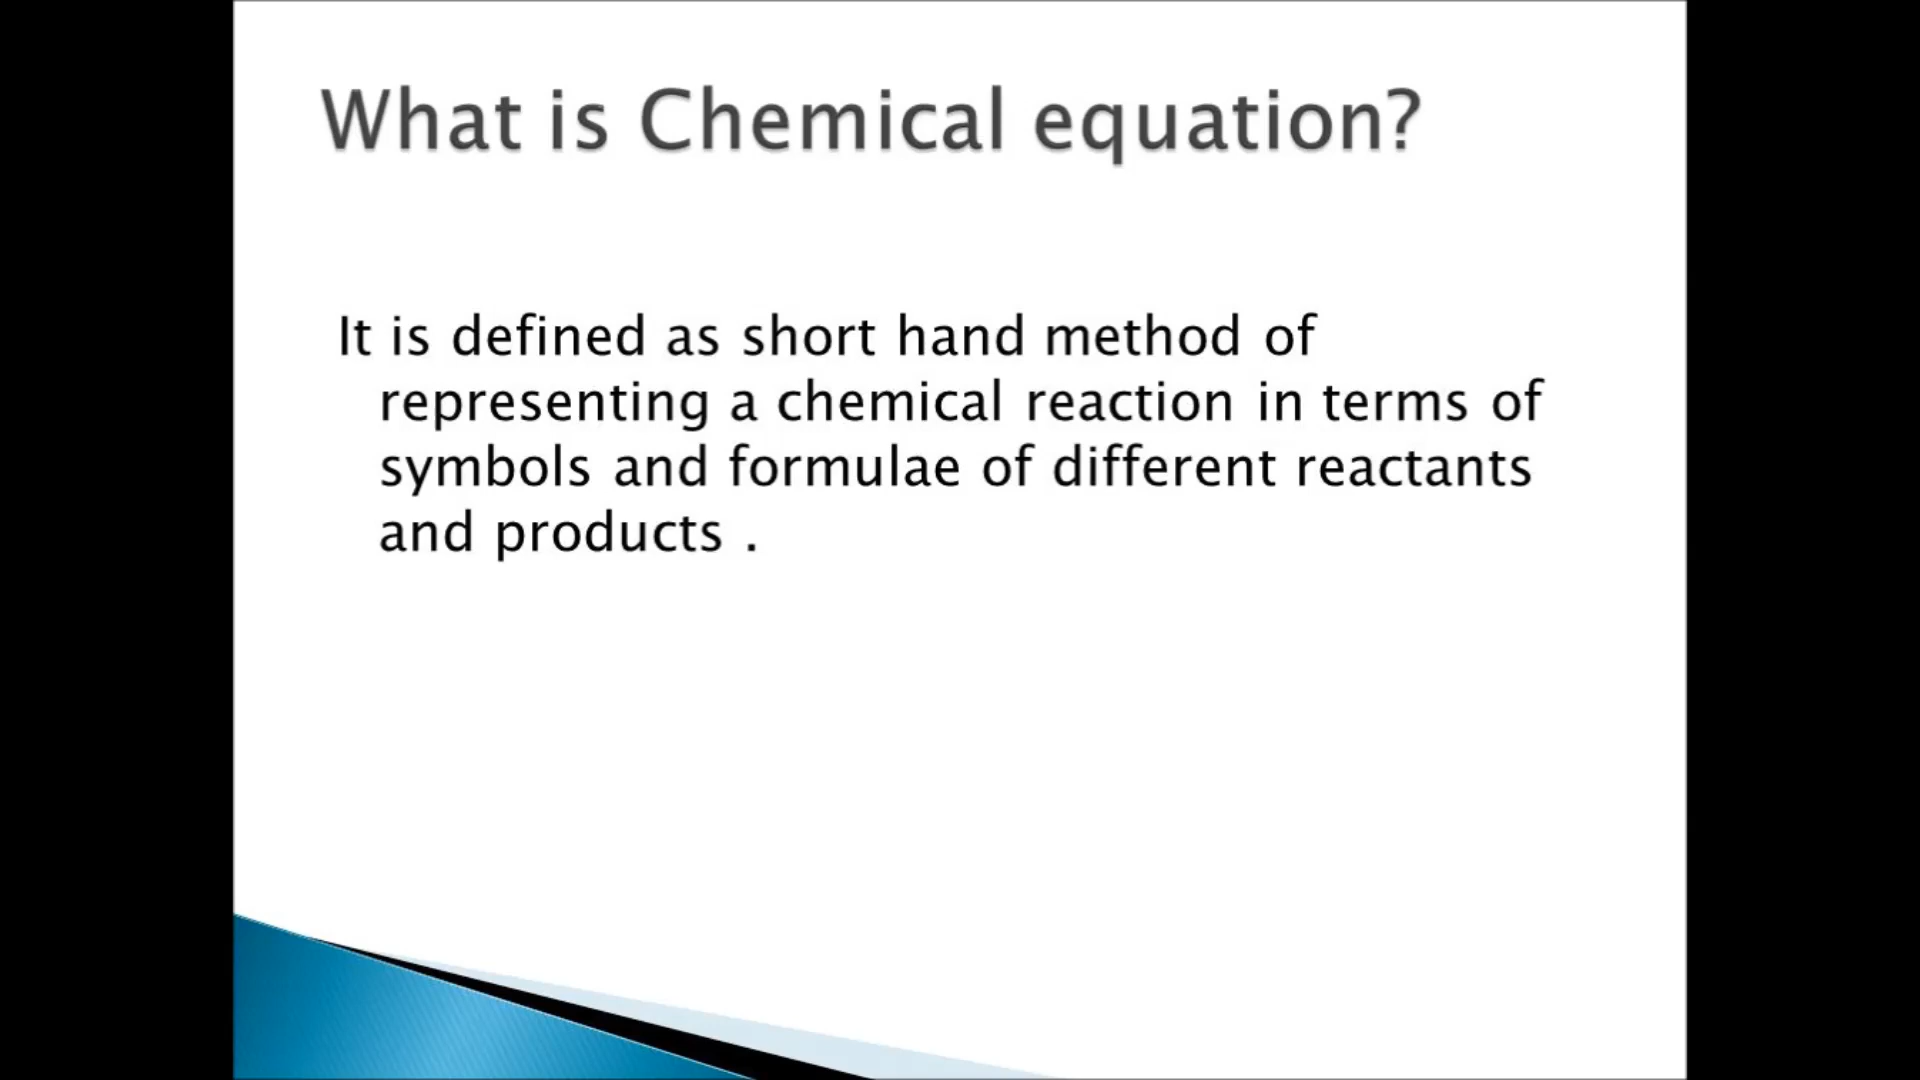 What is Chemical equation?
It is defined as short hand method of
representing a chemical reaction in terms of
symbols and formulae of different reactants
and products .